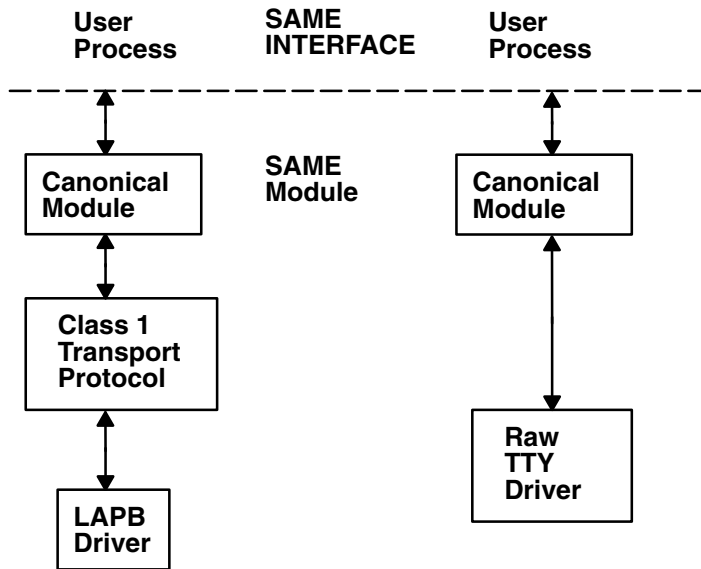 User
Process
SAME
INTERFACE
User
Process
Canonical
Module
SAME
Module
Canonical
Module
Class 1
Transport
Protocol
Raw
TTY
Driver
LAPB
Driver